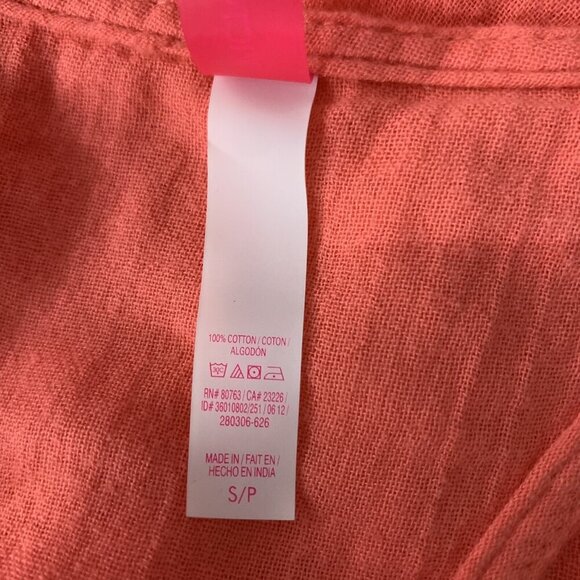 100% COTTON / COTON /
ALGODÓN
30C
RN# 80763 / CA# 23226 /
ID# 36010802/251 / 06 12 /
280306-626
MADE IN / FAIT EN /
HECHO EN INDIA
S/P